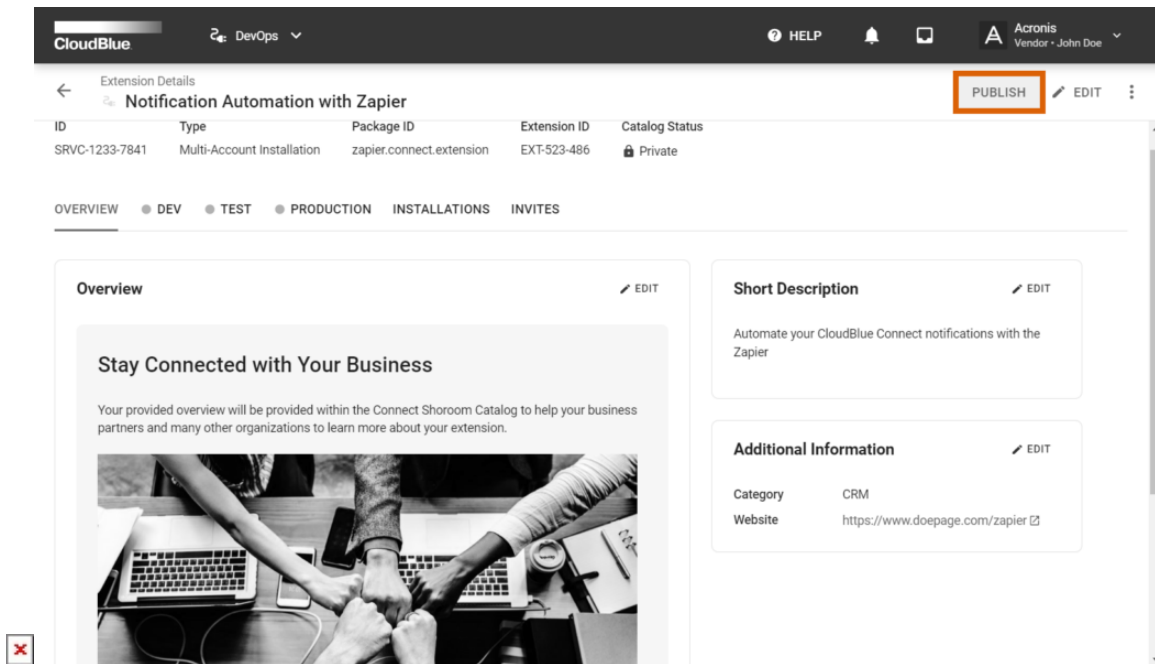 CloudBlue
DevOps
HELP
Acronis
Vendor • John Doe
Extension Details
Notification Automation with Zapier
PUBLISH
EDIT
ID
Type
Package ID
Extension ID
Catalog Status
SRVC-1233-7841
Multi-Account Installation
zapier.connect.extension
EXT-523-486
Private
OVERVIEW
DEV
TEST
PRODUCTION
INSTALLATIONS
INVITES
Overview
EDIT
Stay Connected with Your Business
Your provided overview will be provided within the Connect Shoroom Catalog to help your business
partners and many other organizations to learn more about your extension.
Short Description
EDIT
Automate your CloudBlue Connect notifications with the
Zapier
Additional Information
EDIT
Category
CRM
Website
https://www.doepage.com/zapier